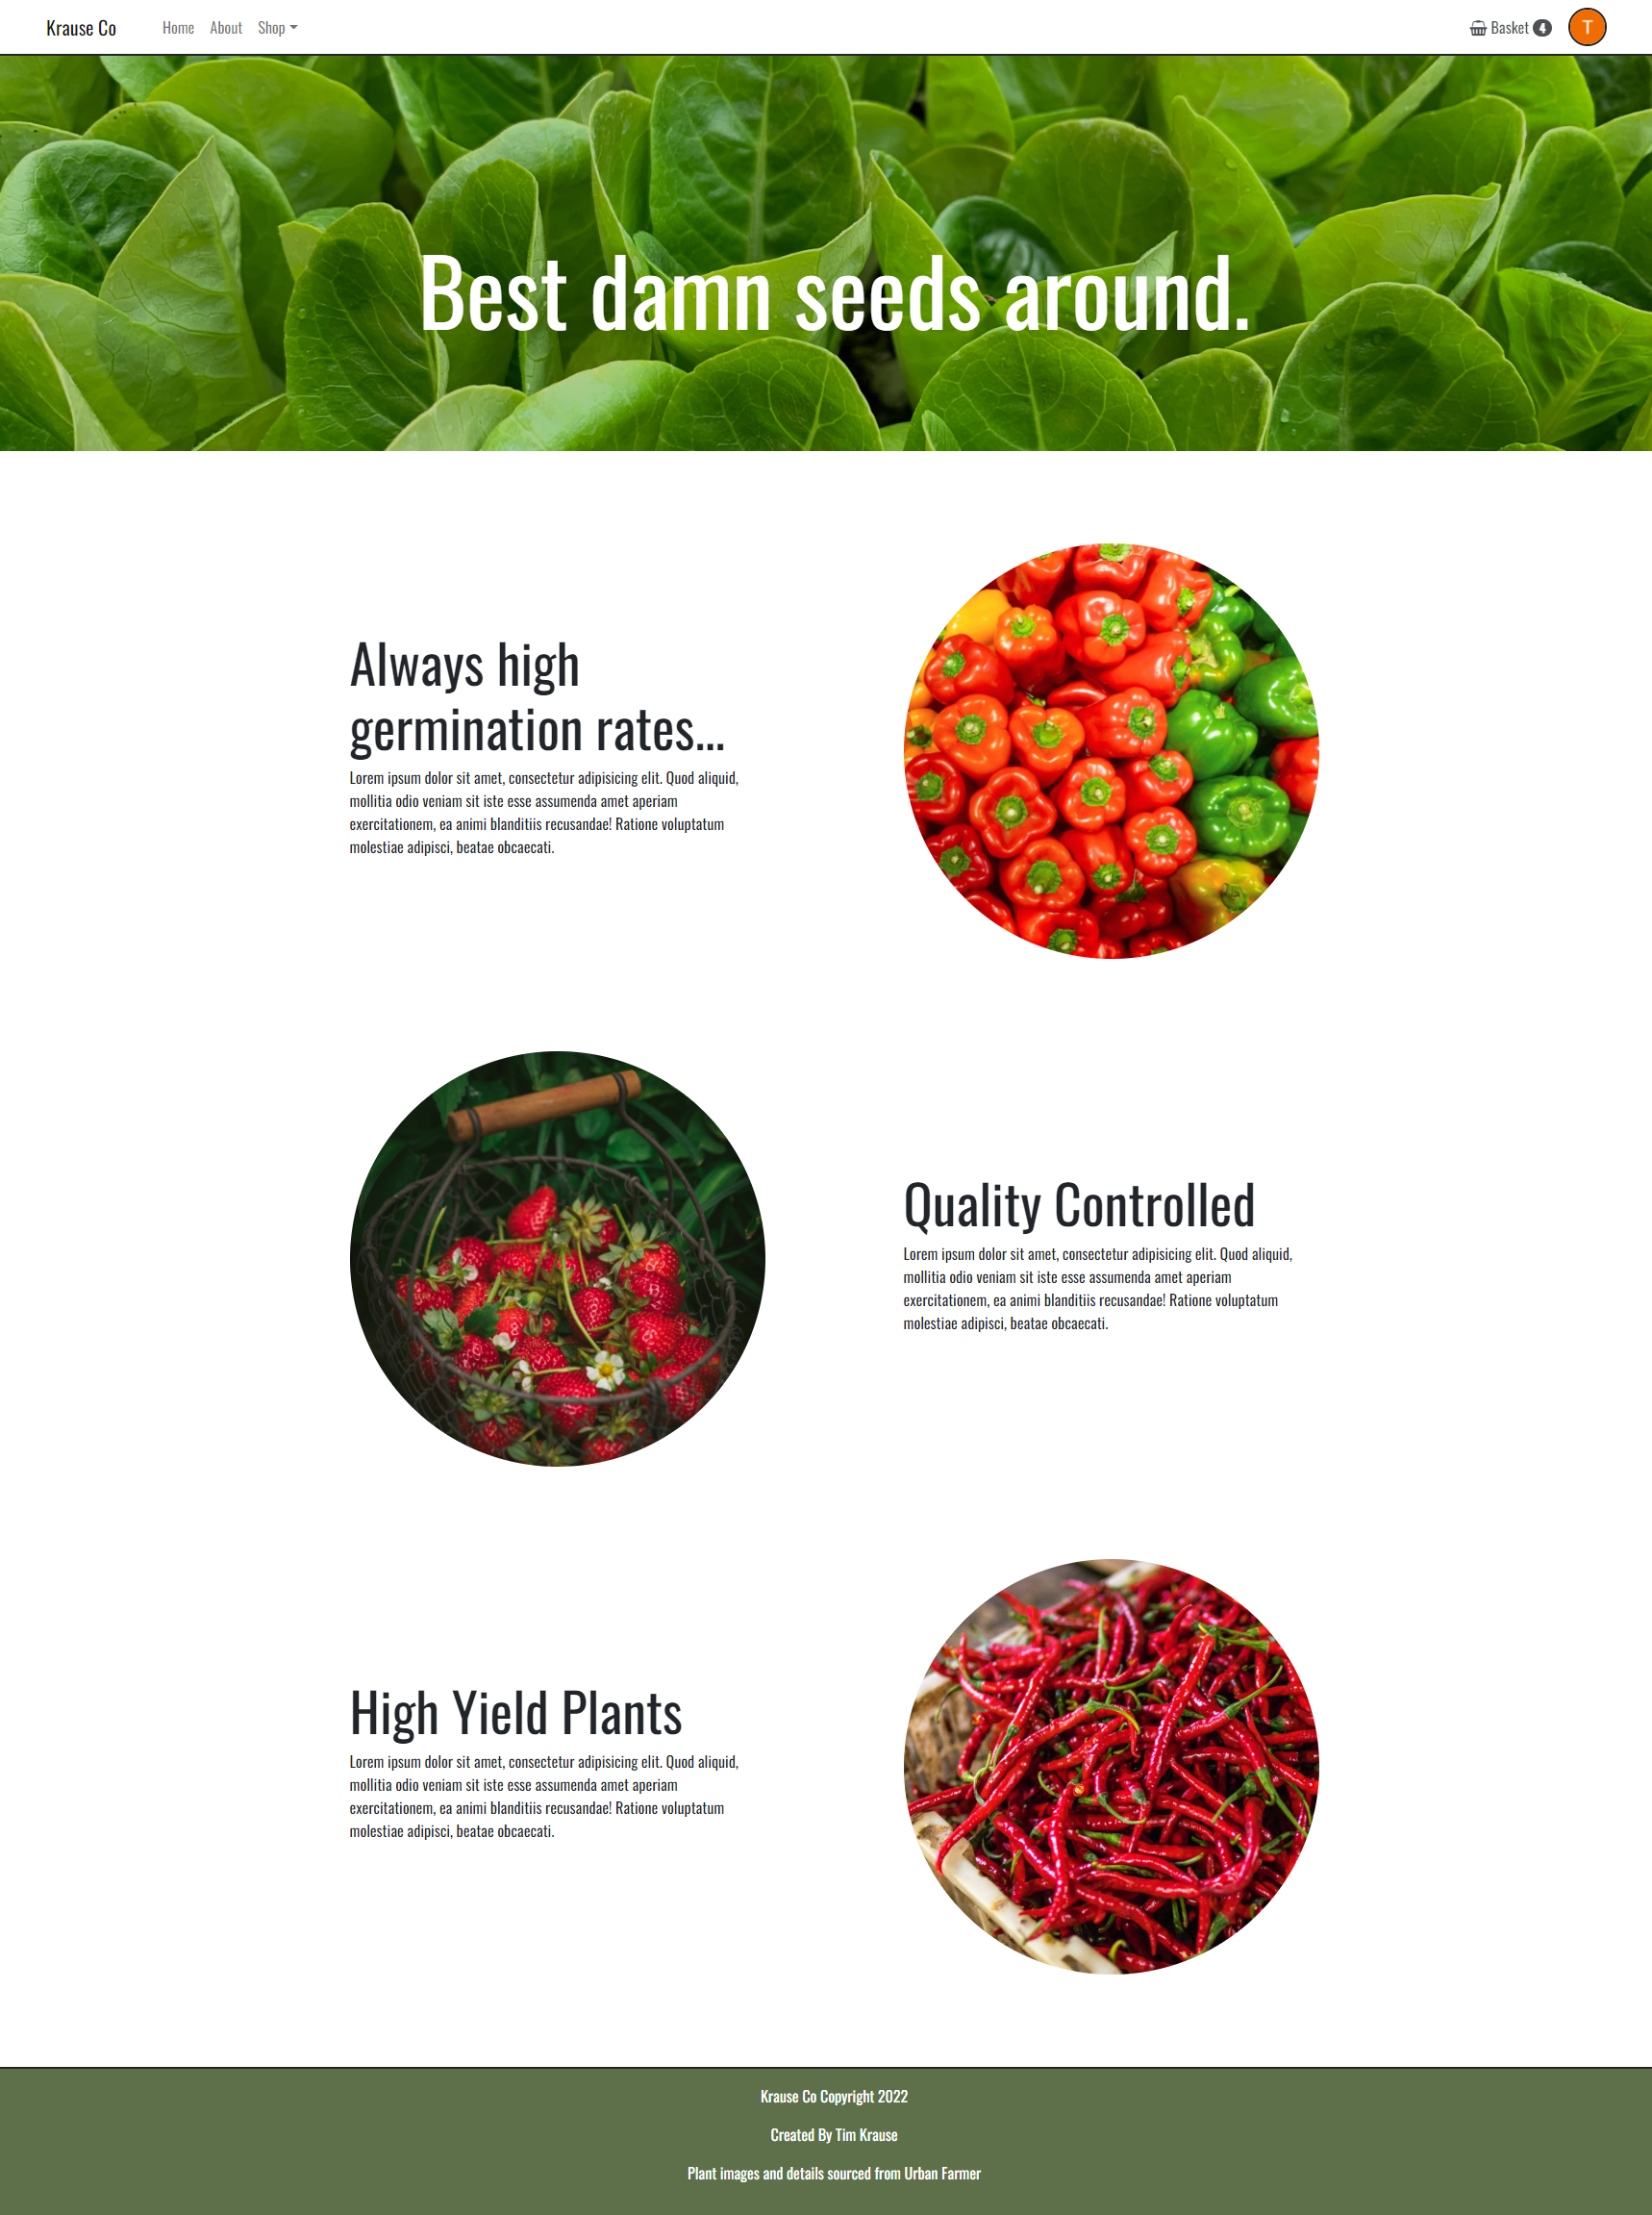 Krause Co Home About Shop Basket 4 T
Best damn seeds around.
Always high
germination rates...
Lorem ipsum dolor sit amet, consectetur adipisicing elit. Quod aliquid,
mollitia odio veniam sit iste esse assumenda amet aperiam
exercitationem, ea animi blanditiis recusandae! Ratione voluptatum
molestiae adipisci, beatae obcaecati.
Quality Controlled
Lorem ipsum dolor sit amet, consectetur adipisicing elit. Quod aliquid,
mollitia odio veniam sit iste esse assumenda amet aperiam
exercitationem, ea animi blanditiis recusandae! Ratione voluptatum
molestiae adipisci, beatae obcaecati.
High Yield Plants
Lorem ipsum dolor sit amet, consectetur adipisicing elit. Quod aliquid,
mollitia odio veniam sit iste esse assumenda amet aperiam
exercitationem, ea animi blanditiis recusandae! Ratione voluptatum
molestiae adipisci, beatae obcaecati.
Krause Co Copyright 2022
Created By Tim Krause
Plant images and details sourced from Urban Farmer